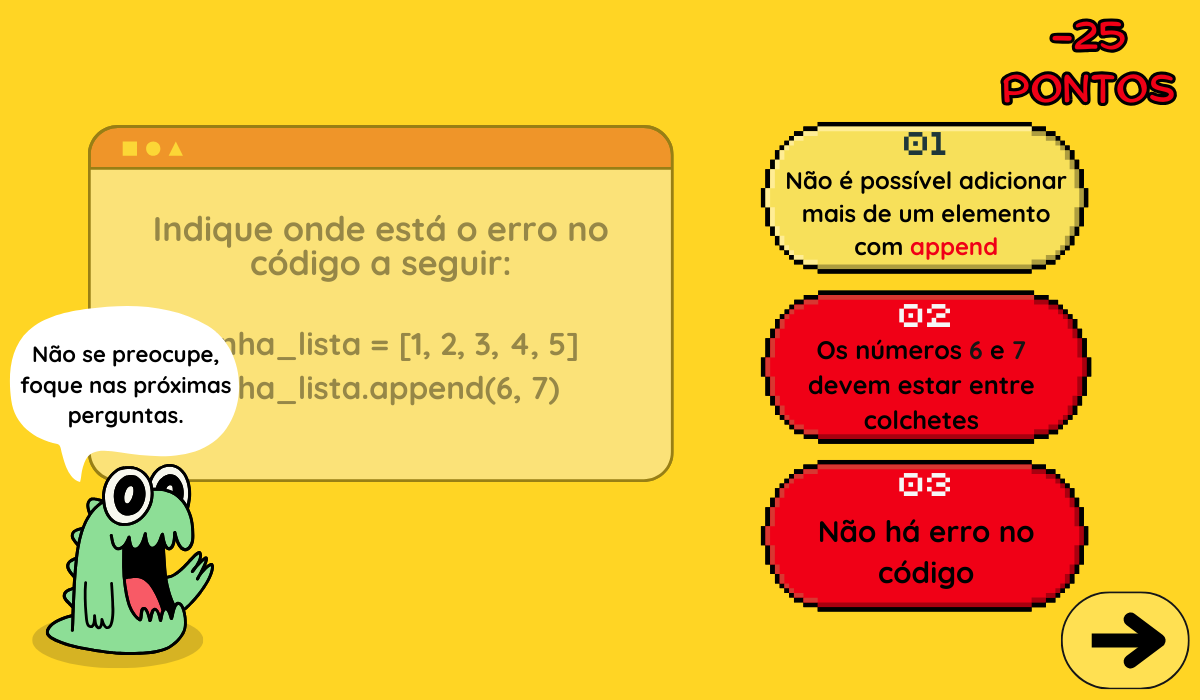 -25
PONTOS
Indique onde está o erro no
código a seguir:
nha_lista = [1, 2, 3, 4, 5]
ha_lista.append(6, 7)
Não se preocupe,
foque nas próximas
perguntas.
01
Não é possível adicionar
mais de um elemento
com append
02
Os números 6 e 7
devem estar entre
colchetes
03
Não há erro no
código